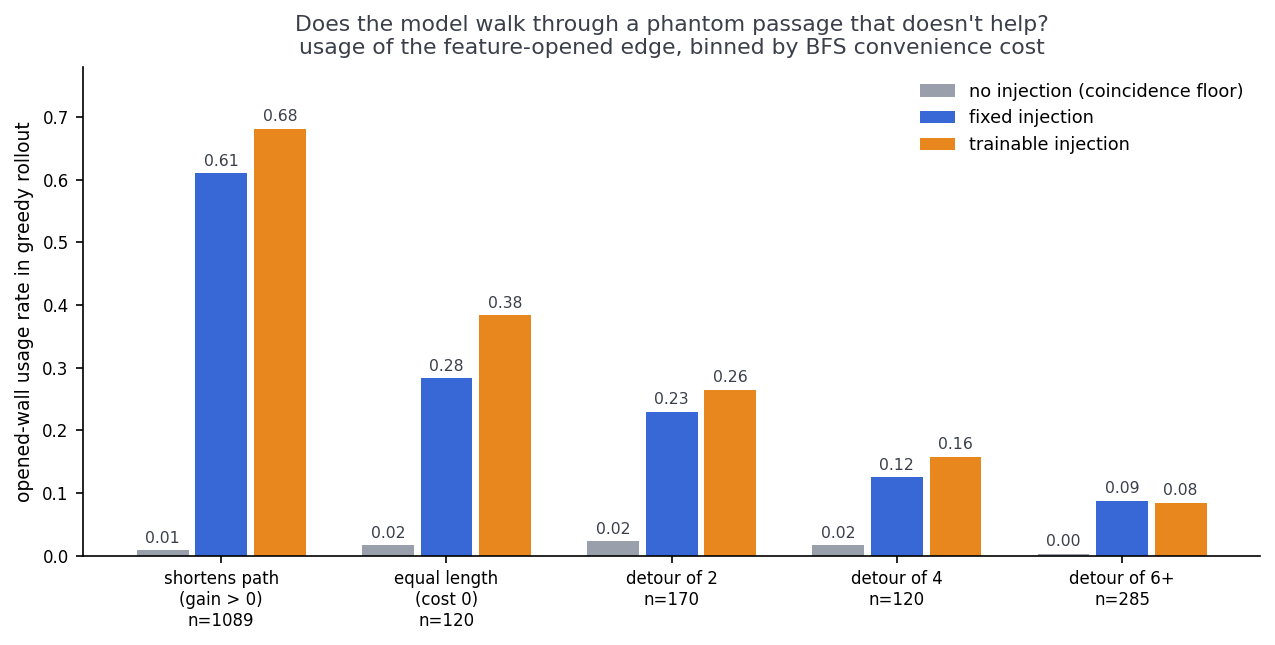 Does the model walk through a phantom passage that doesn't help?
usage of the feature-opened edge, binned by BFS convenience cost
no injection (coincidence floor)
fixed injection
trainable injection
opened-wall usage rate in greedy rollout
0.7
0.6
0.5
0.4
0.3
0.2
0.1
0.0
0.01
0.61
0.68
0.02
0.28
0.38
0.02
0.23
0.26
0.02
0.12
0.16
0.00
0.09
0.08
shortens path
(gain > 0)
n=1089
equal length
(cost 0)
n=120
detour of 2
n=170
detour of 4
n=120
detour of 6+
n=285